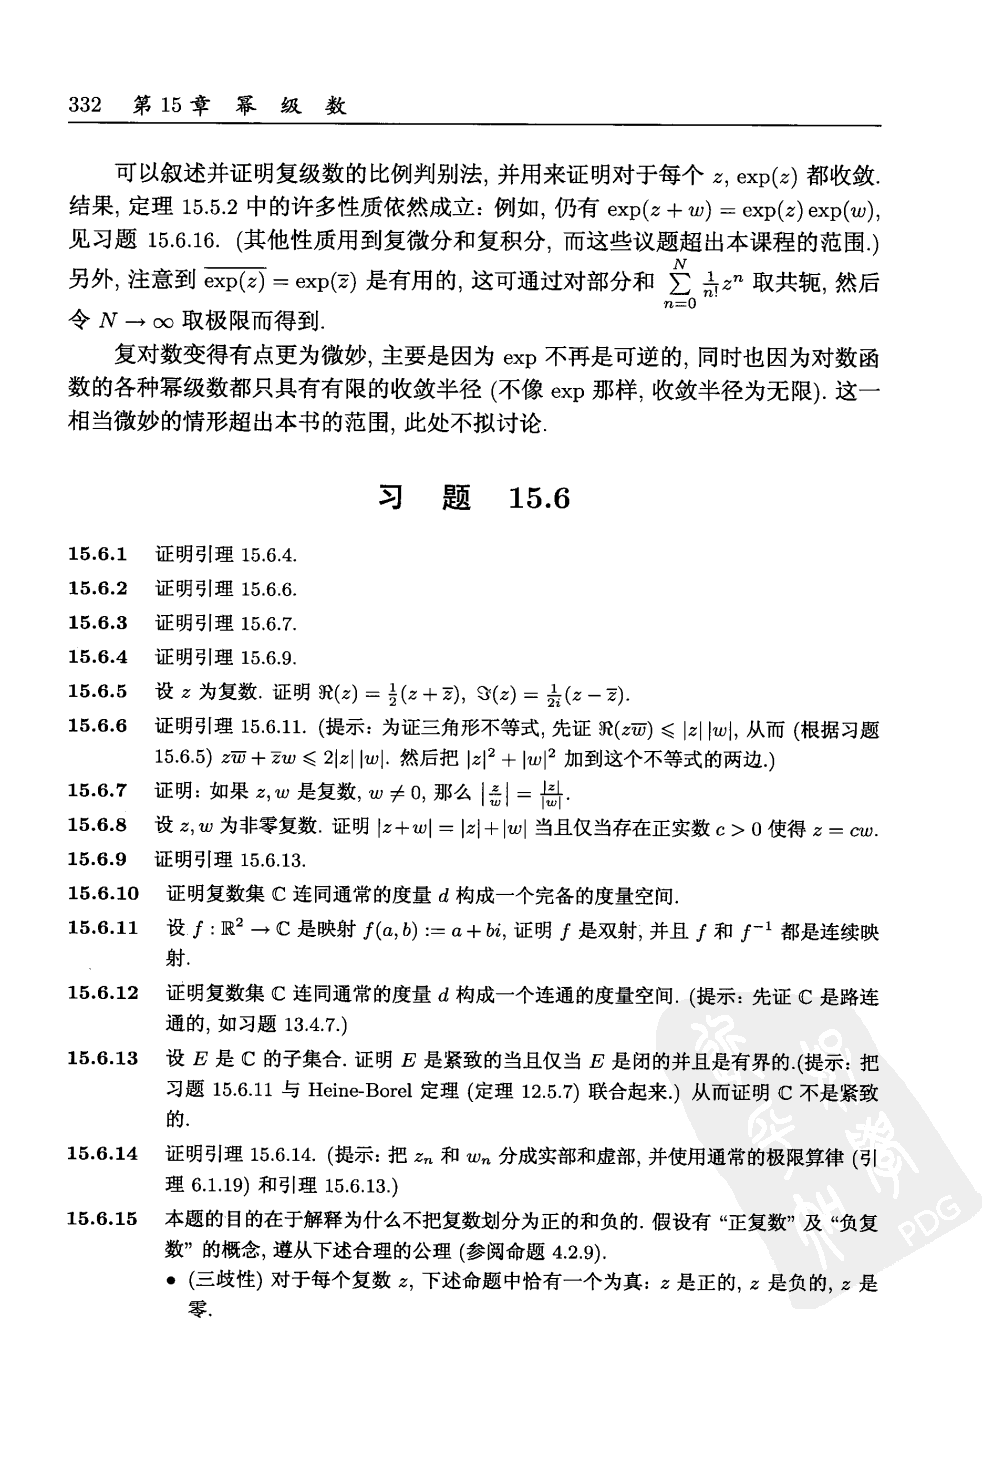 332 第 15 章 幂 级 数
可以叙述并证明复级数的比例判别法, 并用来证明对于每个 z, exp(z) 都收敛.
结果, 定理 15.5.2 中的许多性质依然成立: 例如, 仍有 exp(z + w) = exp(z) exp(w),
见习题 15.6.16. (其他性质用到复微分和复积分, 而这些议题超出本课程的范围.)
另外, 注意到 $\overline{\exp(z)} = \exp(\overline{z})$ 是有用的, 这可通过对部分和 $\sum_{n=0}^{N} \frac{1}{n!} z^n$ 取共轭, 然后
令 N → ∞ 取极限而得到.
复对数变得有点更为微妙, 主要是因为 exp 不再是可逆的, 同时也因为对数函
数的各种幂级数都只具有有限的收敛半径 (不像 exp 那样, 收敛半径为无限). 这一
相当微妙的情形超出本书的范围, 此处不拟讨论.
习 题 15.6
15.6.1 证明引理 15.6.4.
15.6.2 证明引理 15.6.6.
15.6.3 证明引理 15.6.7.
15.6.4 证明引理 15.6.9.
15.6.5 设 z 为复数. 证明 $\Re(z) = \frac{1}{2}(z + \overline{z})$, $\Im(z) = \frac{1}{2i}(z - \overline{z})$.
15.6.6 证明引理 15.6.11. (提示: 为证三角形不等式, 先证 $\Re(z\overline{w}) \leqslant |z||w|$, 从而 (根据习题
15.6.5) $z\overline{w} + \overline{z}w \leqslant 2|z||w|$. 然后把 $|z|^2 + |w|^2$ 加到这个不等式的两边.)
15.6.7 证明: 如果 z, w 是复数, w ≠ 0, 那么 $\left|\frac{z}{w}\right| = \frac{|z|}{|w|}$.
15.6.8 设 z, w 为非零复数. 证明 |z+w| = |z|+|w| 当且仅当存在正实数 c > 0 使得 z = cw.
15.6.9 证明引理 15.6.13.
15.6.10 证明复数集 ℂ 连同通常的度量 d 构成一个完备的度量空间.
15.6.11 设 f : ℝ² → ℂ 是映射 f(a, b) := a + bi, 证明 f 是双射, 并且 f 和 f⁻¹ 都是连续映
射.
15.6.12 证明复数集 ℂ 连同通常的度量 d 构成一个连通的度量空间. (提示: 先证 ℂ 是路连
通的, 如习题 13.4.7.)
15.6.13 设 E 是 ℂ 的子集合. 证明 E 是紧致的当且仅当 E 是闭的并且是有界的.(提示: 把
习题 15.6.11 与 Heine-Borel 定理 (定理 12.5.7) 联合起来.) 从而证明 ℂ 不是紧致
的.
15.6.14 证明引理 15.6.14. (提示: 把 $z_n$ 和 $w_n$ 分成实部和虚部, 并使用通常的极限算律 (引
理 6.1.19) 和引理 15.6.13.)
15.6.15 本题的目的在于解释为什么不把复数划分为正的和负的. 假设有 “正复数” 及 “负复
数” 的概念, 遵从下述合理的公理 (参阅命题 4.2.9).
• (三歧性) 对于每个复数 z, 下述命题中恰有一个为真: z 是正的, z 是负的, z 是
零.
PDG